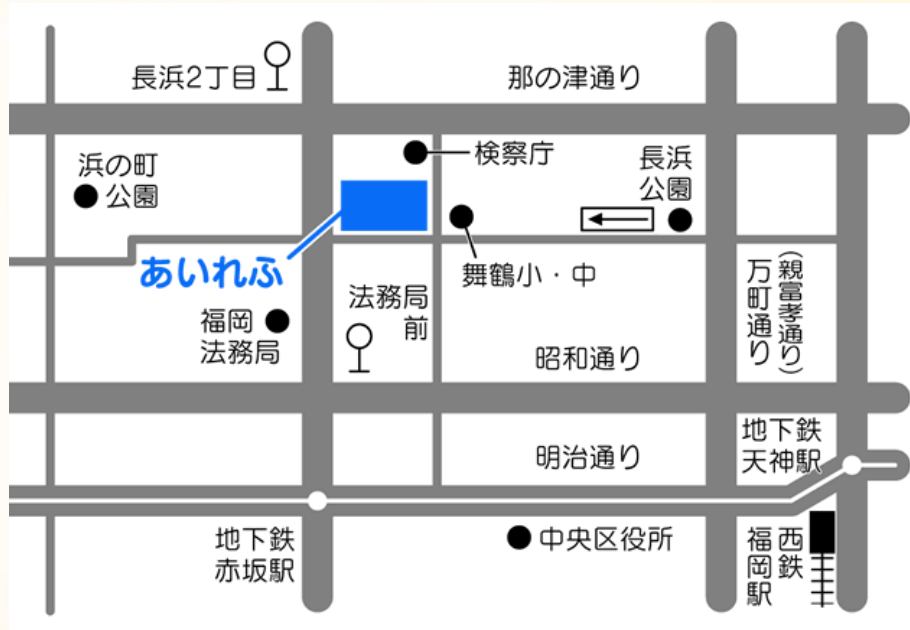 長浜2丁目
那の津通り
検察庁
浜の町
公園
長浜
公園
あいれふ
舞鶴小・中
法務局
前
福岡
法務局
万町通り
(親富孝通り)
昭和通り
明治通り
地下鉄
天神駅
地下鉄
赤坂駅
中央区役所
西鉄
福岡駅